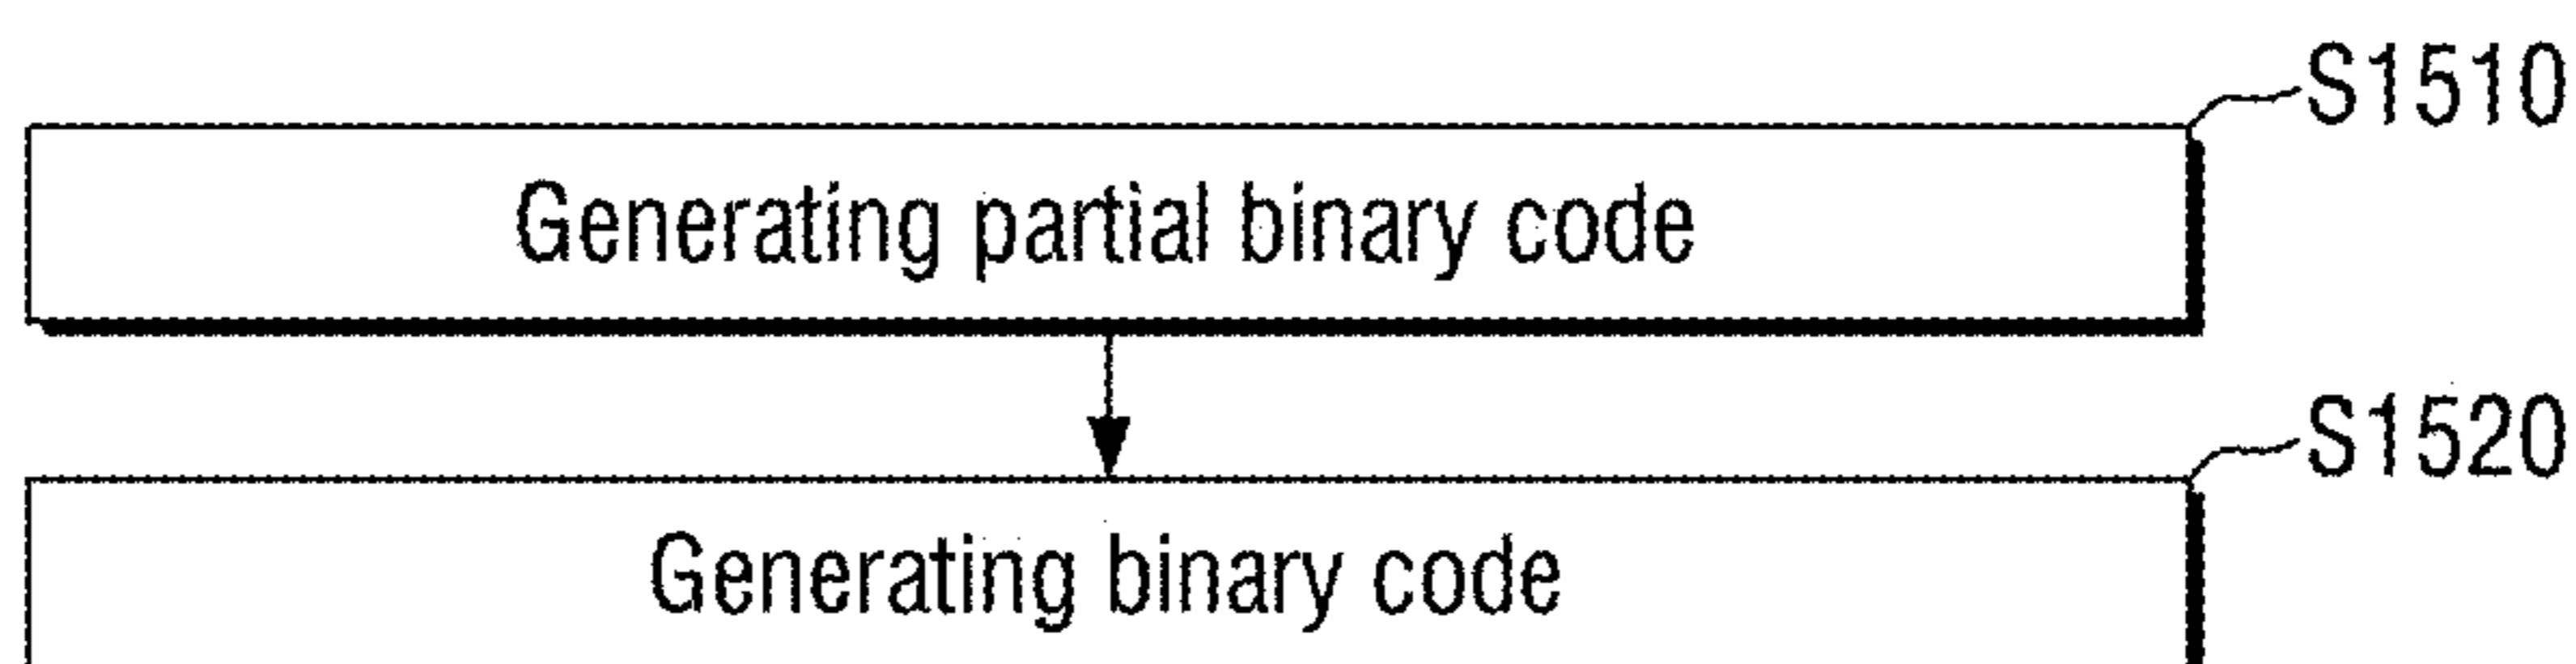 S1510
Generating partial binary code
S1520
Generating binary code